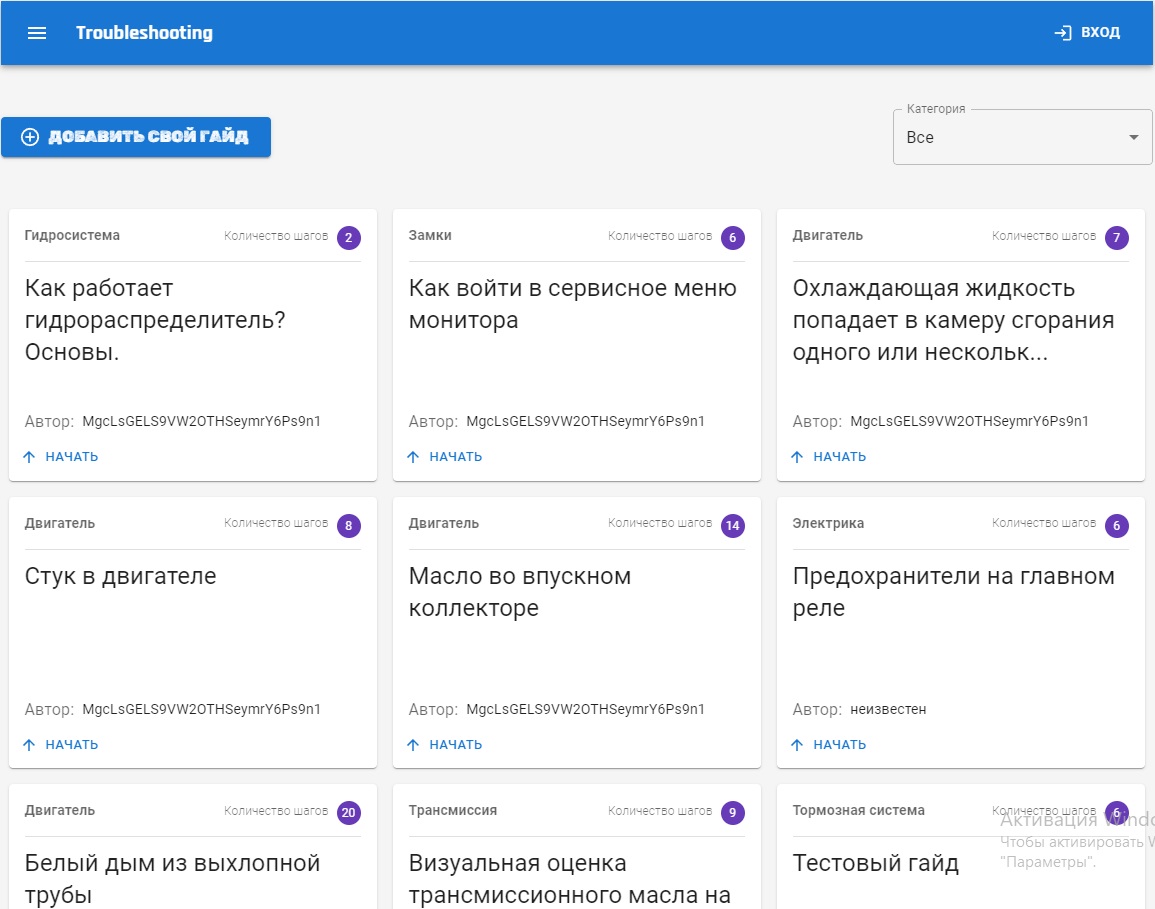 Troubleshooting
ВХОД
ДОБАВИТЬ СВОЙ ГАЙД
Категория
Все
Гидросистема
Количество шагов 2
Как работает
гидрораспределитель?
Основы.
Автор: MgcLsGELS9VW2OTHSeymrY6Ps9n1
НАЧАТЬ
Замки
Количество шагов 6
Как войти в сервисное меню
монитора
Автор: MgcLsGELS9VW2OTHSeymrY6Ps9n1
НАЧАТЬ
Двигатель
Количество шагов 7
Охлаждающая жидкость
попадает в камеру сгорания
одного или нескольк...
Автор: MgcLsGELS9VW2OTHSeymrY6Ps9n1
НАЧАТЬ
Двигатель
Количество шагов 8
Стук в двигателе
Автор: MgcLsGELS9VW2OTHSeymrY6Ps9n1
НАЧАТЬ
Двигатель
Количество шагов 14
Масло во впускном
коллекторе
Автор: MgcLsGELS9VW2OTHSeymrY6Ps9n1
НАЧАТЬ
Электрика
Количество шагов 6
Предохранители на главном
реле
Автор: неизвестен
НАЧАТЬ
Двигатель
Количество шагов 20
Белый дым из выхлопной
трубы
Трансмиссия
Количество шагов 9
Визуальная оценка
трансмиссионного масла на
Тормозная система
Количество шагов 6
Тестовый гайд
Активация Windo
Чтобы активировать W
"Параметры".